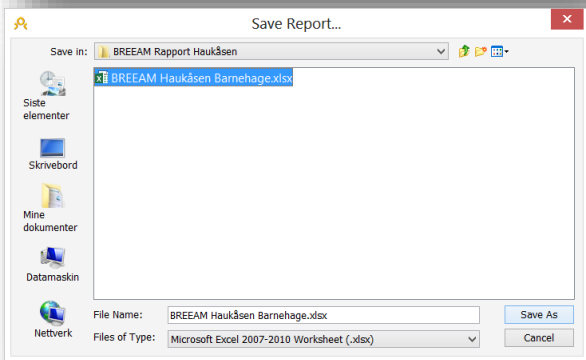 Save Report...
Save in: BREEAM Rapport Haukåsen
BREEAM Haukåsen Barnehage.xlsx
Siste
elementer
Skrivebord
Mine
dokumenter
Datamaskin
Nettverk
File Name: BREEAM Haukåsen Barnehage.xlsx Save As
Files of Type: Microsoft Excel 2007-2010 Worksheet (.xlsx) Cancel